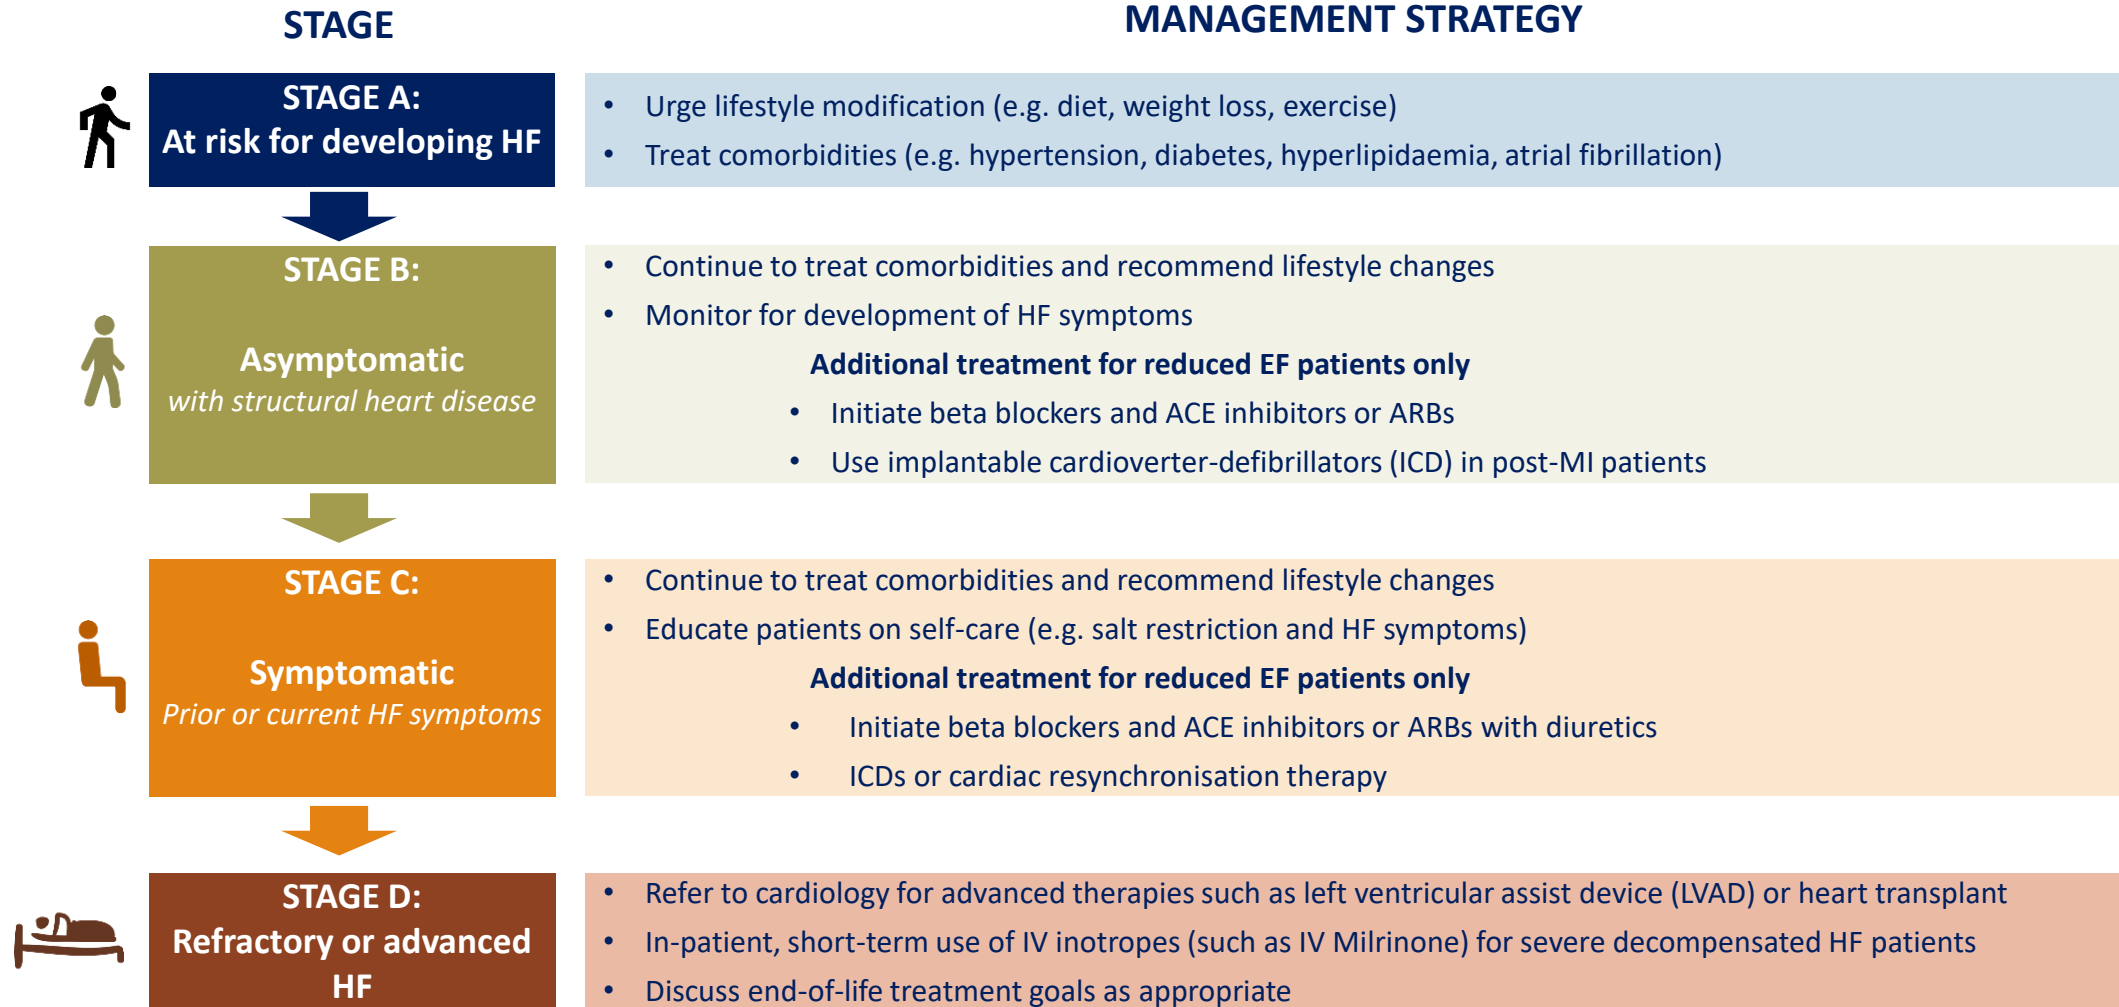 STAGE
MANAGEMENT STRATEGY
STAGE A:
At risk for developing HF
• Urge lifestyle modification (e.g. diet, weight loss, exercise)
• Treat comorbidities (e.g. hypertension, diabetes, hyperlipidaemia, atrial fibrillation)
STAGE B:
Asymptomatic
with structural heart disease
• Continue to treat comorbidities and recommend lifestyle changes
• Monitor for development of HF symptoms
Additional treatment for reduced EF patients only
• Initiate beta blockers and ACE inhibitors or ARBs
• Use implantable cardioverter-defibrillators (ICD) in post-MI patients
STAGE C:
Symptomatic
Prior or current HF symptoms
• Continue to treat comorbidities and recommend lifestyle changes
• Educate patients on self-care (e.g. salt restriction and HF symptoms)
Additional treatment for reduced EF patients only
• Initiate beta blockers and ACE inhibitors or ARBs with diuretics
• ICDs or cardiac resynchronisation therapy
STAGE D:
Refractory or advanced
HF
• Refer to cardiology for advanced therapies such as left ventricular assist device (LVAD) or heart transplant
• In-patient, short-term use of IV inotropes (such as IV Milrinone) for severe decompensated HF patients
• Discuss end-of-life treatment goals as appropriate